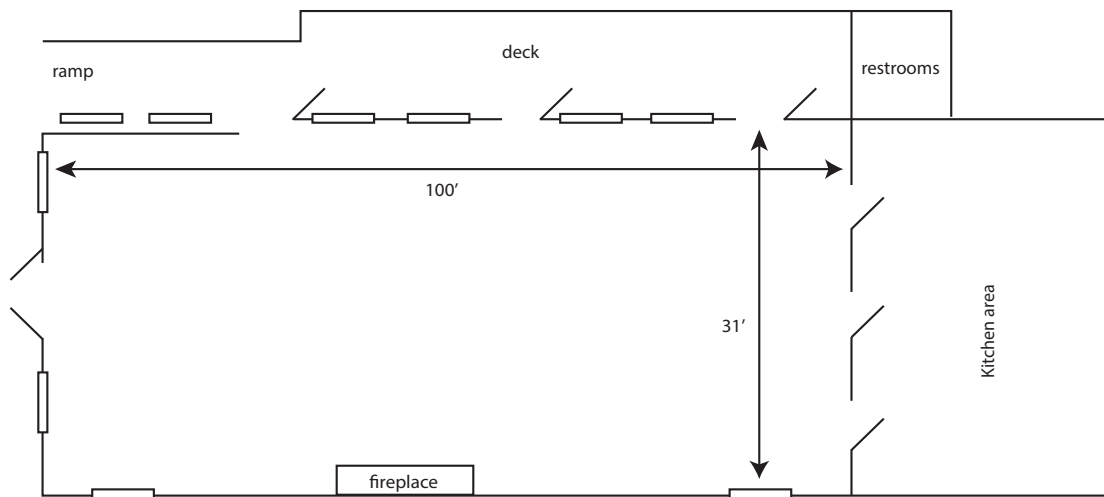 deck
ramp
restrooms
100’
31’
Kitchen area
fireplace